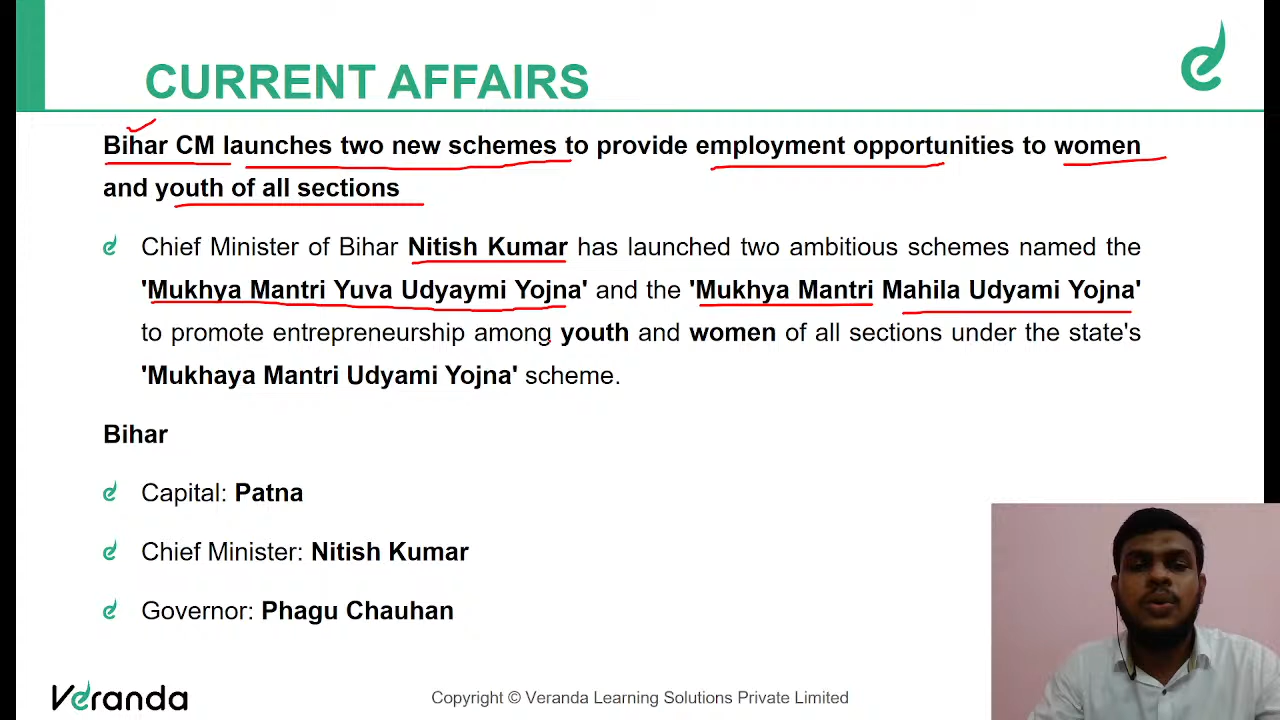 CURRENT AFFAIRS
Bihar CM launches two new schemes to provide employment opportunities to women
and youth of all sections
Chief Minister of Bihar Nitish Kumar has launched two ambitious schemes named the
'Mukhya Mantri Yuva Udyaymi Yojna' and the 'Mukhya Mantri Mahila Udyami Yojna'
to promote entrepreneurship among youth and women of all sections under the state's
'Mukhaya Mantri Udyami Yojna' scheme.
Bihar
Capital: Patna
Chief Minister: Nitish Kumar
Governor: Phagu Chauhan
Veranda
Copyright © Veranda Learning Solutions Private Limited